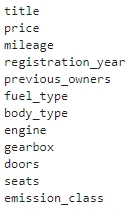 title
price
mileage
registration_year
previous_owners
fuel_type
body_type
engine
gearbox
doors
seats
emission_class